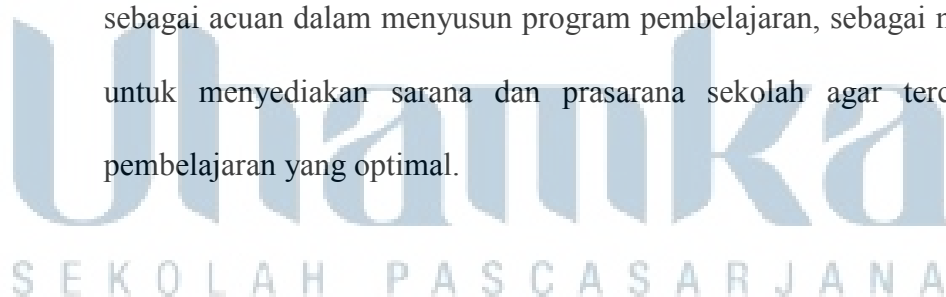 sebagai acuan dalam menyusun program pembelajaran, sebagai
untuk menyediakan sarana dan prasarana sekolah agar
pembelajaran yang optimal.
uhamka
SEKOLAH PASCASARJANA